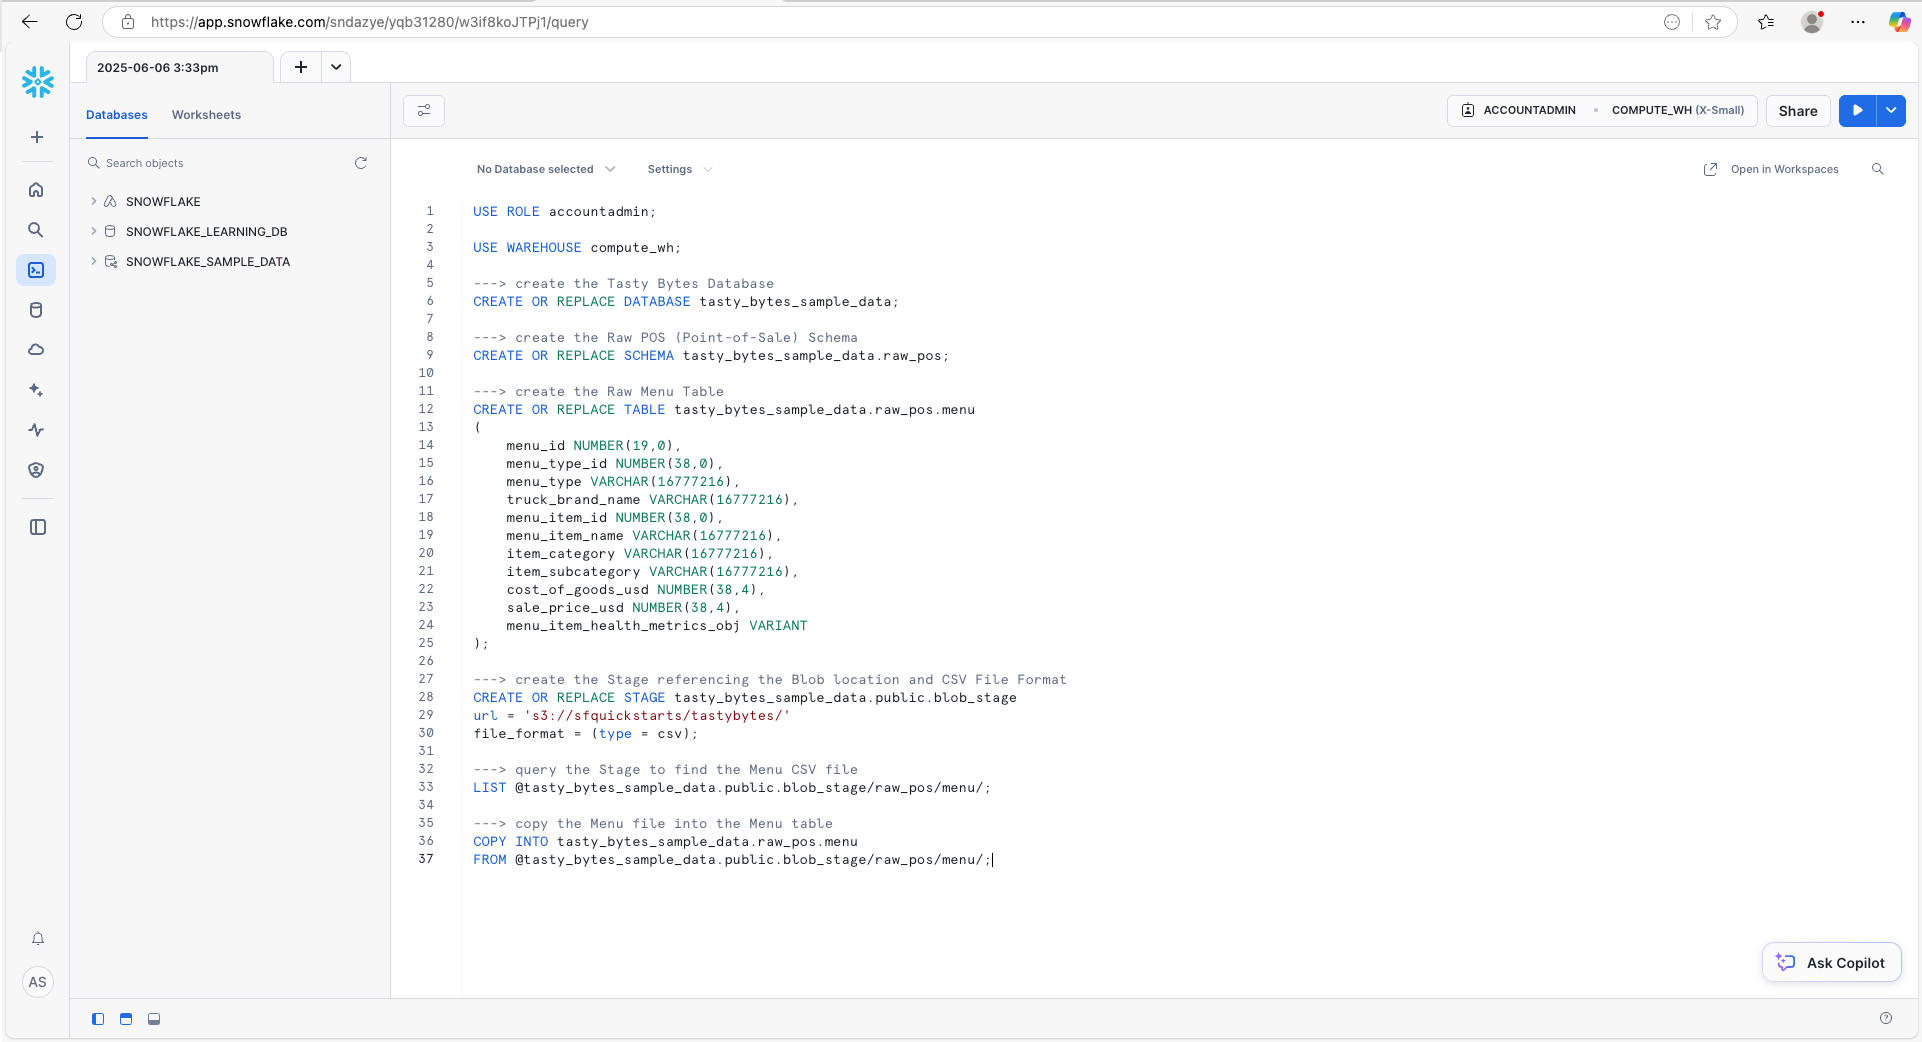 https://app.snowflake.com/sndazye/yqb31280/w3if8koJTPj1/query
2025-06-06 3:33pm
Databases Worksheets
ACCOUNTADMIN COMPUTE_WH (X-Small) Share
Search objects
No Database selected Settings Open in Workspaces
SNOWFLAKE
SNOWFLAKE_LEARNING_DB
SNOWFLAKE_SAMPLE_DATA
1 USE ROLE accountadmin;
2
3 USE WAREHOUSE compute_wh;
4
5 ---> create the Tasty Bytes Database
6 CREATE OR REPLACE DATABASE tasty_bytes_sample_data;
7
8 ---> create the Raw POS (Point-of-Sale) Schema
9 CREATE OR REPLACE SCHEMA tasty_bytes_sample_data.raw_pos;
10
11 ---> create the Raw Menu Table
12 CREATE OR REPLACE TABLE tasty_bytes_sample_data.raw_pos.menu
13 (
14 menu_id NUMBER(19,0),
15 menu_type_id NUMBER(38,0),
16 menu_type VARCHAR(16777216),
17 truck_brand_name VARCHAR(16777216),
18 menu_item_id NUMBER(38,0),
19 menu_item_name VARCHAR(16777216),
20 item_category VARCHAR(16777216),
21 item_subcategory VARCHAR(16777216),
22 cost_of_goods_usd NUMBER(38,4),
23 sale_price_usd NUMBER(38,4),
24 menu_item_health_metrics_obj VARIANT
25 );
26
27 ---> create the Stage referencing the Blob location and CSV File Format
28 CREATE OR REPLACE STAGE tasty_bytes_sample_data.public.blob_stage
29 url = 's3://sfquickstarts/tastybytes/'
30 file_format = (type = csv);
31
32 ---> query the Stage to find the Menu CSV file
33 LIST @tasty_bytes_sample_data.public.blob_stage/raw_pos/menu/;
34
35 ---> copy the Menu file into the Menu table
36 COPY INTO tasty_bytes_sample_data.raw_pos.menu
37 FROM @tasty_bytes_sample_data.public.blob_stage/raw_pos/menu/;
Ask Copilot
AS